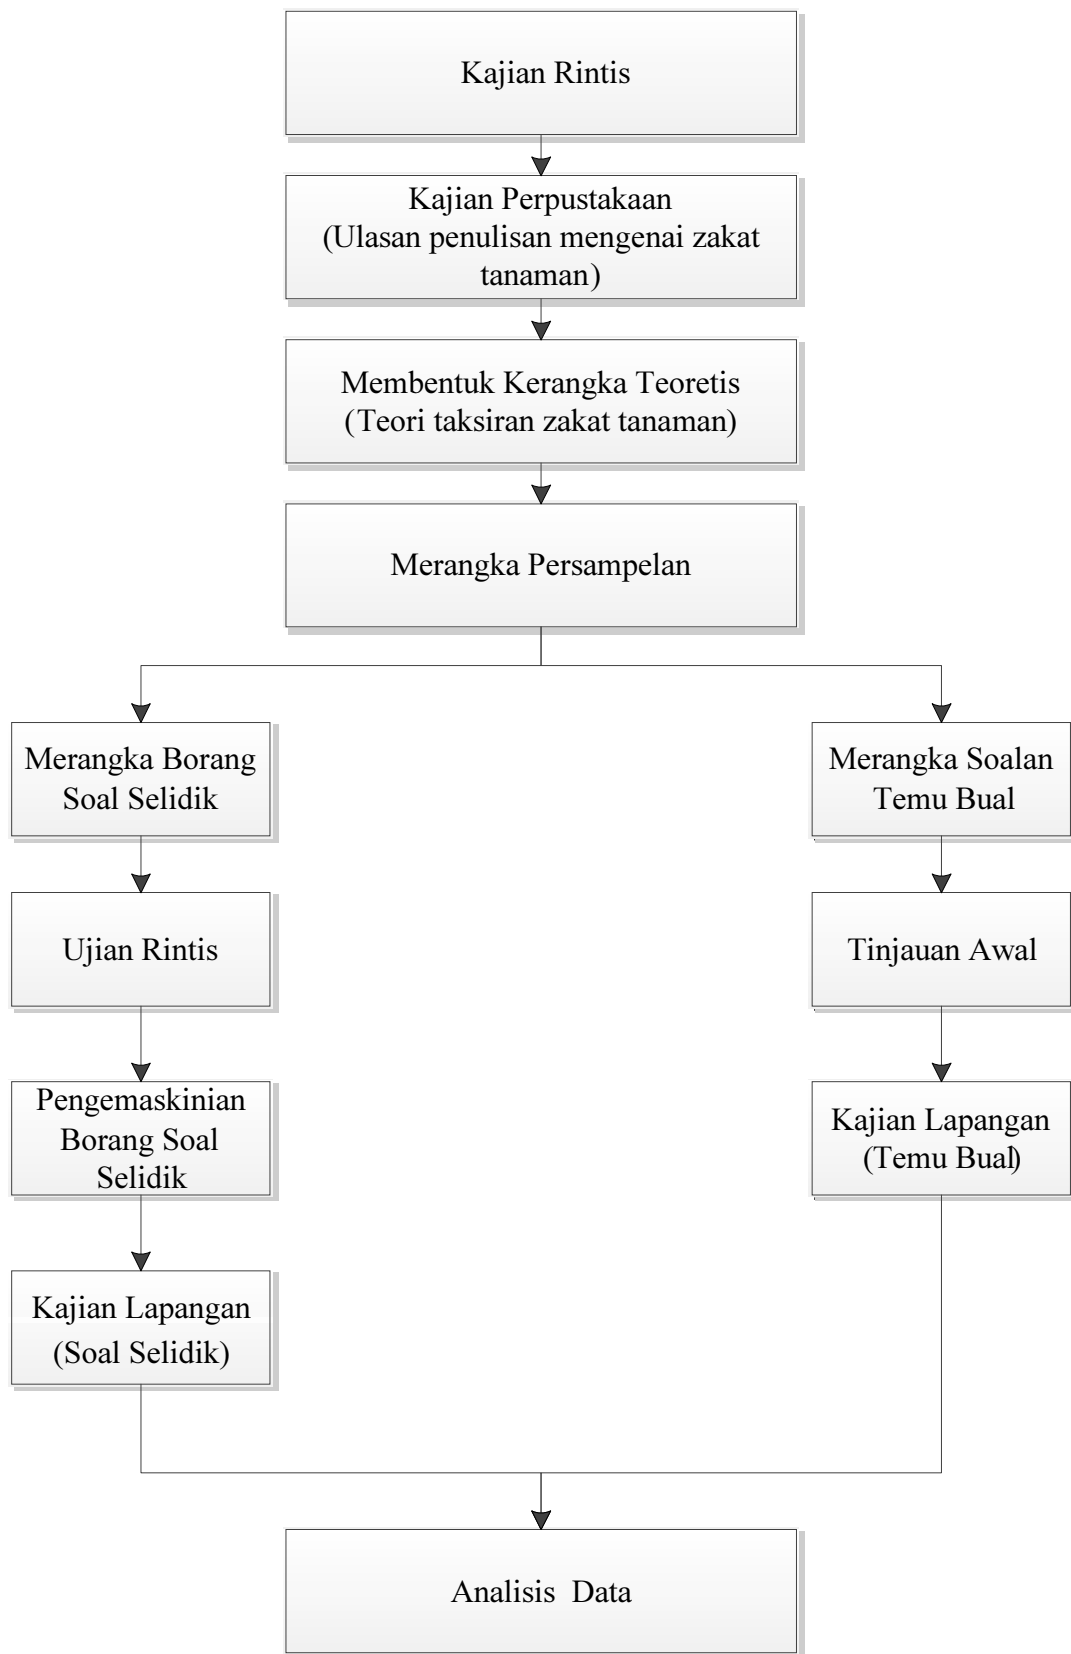 Kajian Rintis
Kajian Perpustakaan
(Ulasan penulisan mengenai zakat
tanaman)
Membentuk Kerangka Teoretis
(Teori taksiran zakat tanaman)
Merangka Persampelan
Merangka Borang
Soal Selidik
Ujian Rintis
Pengemaskinian
Borang Soal
Selidik
Kajian Lapangan
(Soal Selidik)
Merangka Soalan
Temu Bual
Tinjauan Awal
Kajian Lapangan
(Temu Bual)
Analisis Data